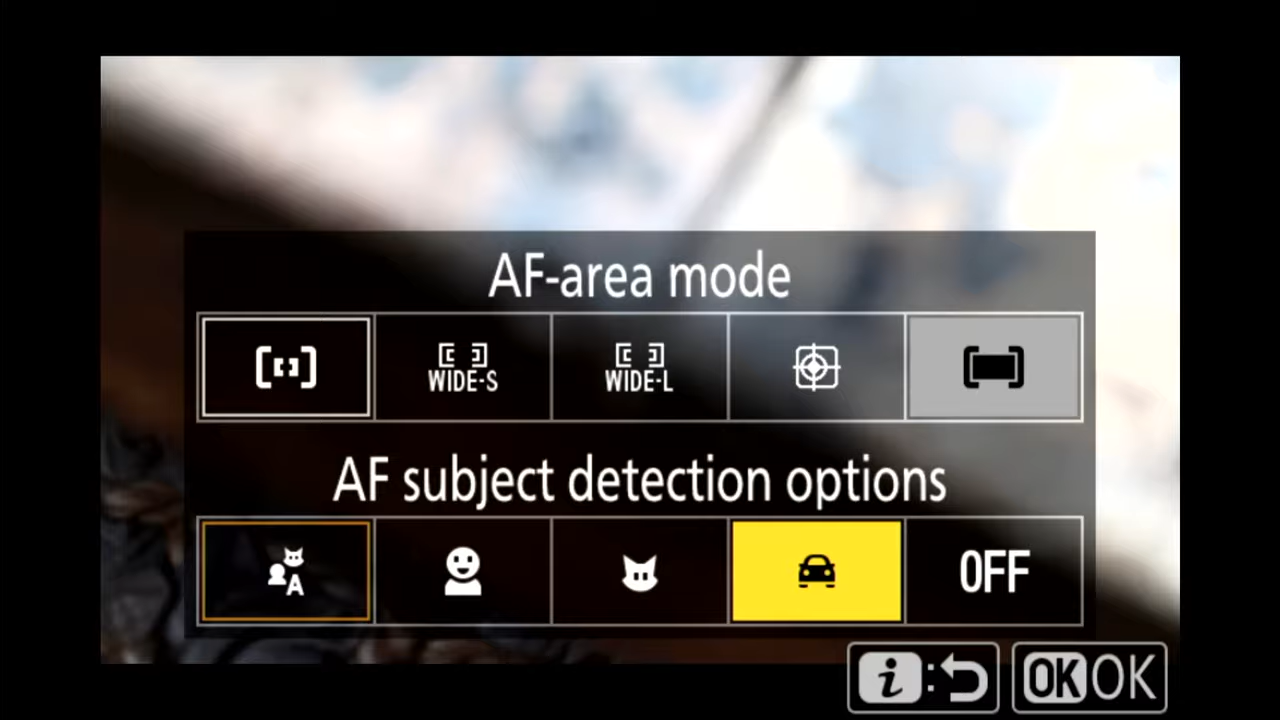 AF-area mode
WIDE-S WIDE-L
AF subject detection options
A OFF
i : OK OK